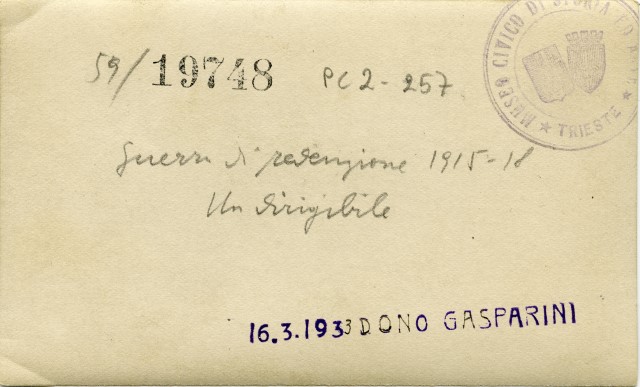 MUSEO CIVICO DI STORIA ED A
★ TRIESTE ★
59/19748 PC2-257
Guerra di redenzione 1915-18
Un dirigibile
16.3.1933 DONO GASPARINI